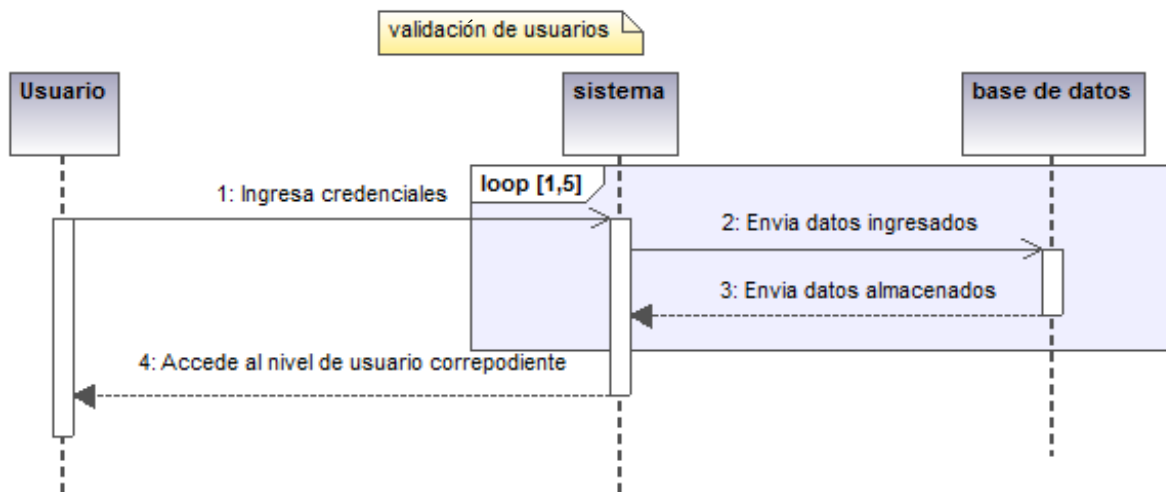 validación de usuarios
Usuario
sistema
base de datos
loop [1,5]
1: Ingresa credenciales
2: Envia datos ingresados
3: Envia datos almacenados
4: Accede al nivel de usuario correpodiente